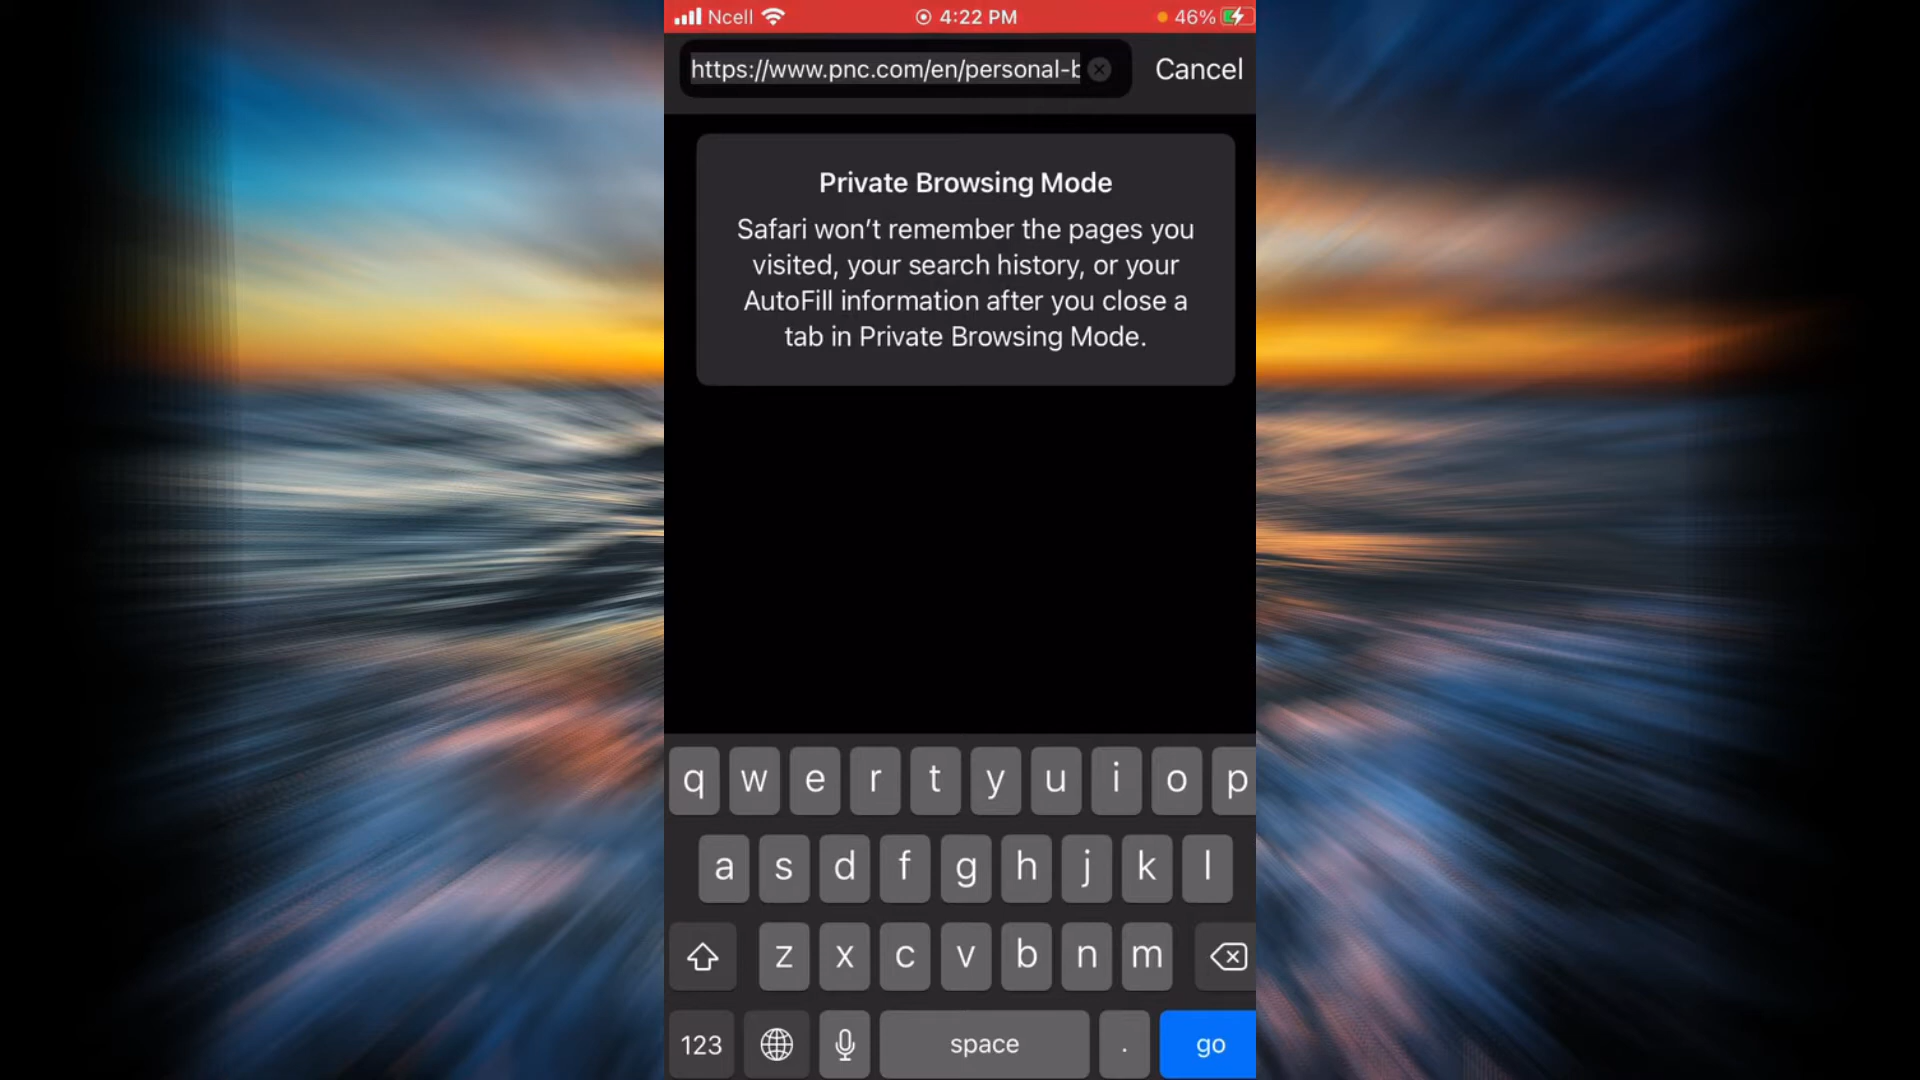 Ncell 4:22 PM 46%
https://www.pnc.com/en/personal-b Cancel
Private Browsing Mode
Safari won’t remember the pages you
visited, your search history, or your
AutoFill information after you close a
tab in Private Browsing Mode.
q w e r t y u i o p
a s d f g h j k l
z x c v b n m
123 space . go